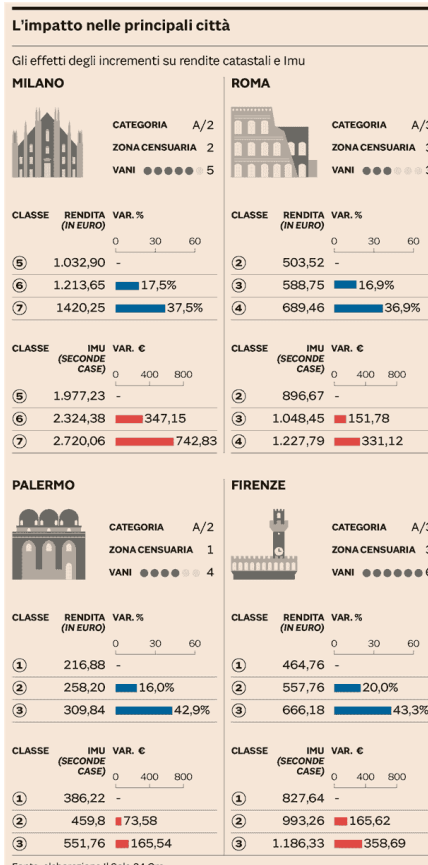 L'impatto nelle principali città
Gli effetti degli incrementi su rendite catastali e Imu
MILANO
CATEGORIA A/2
ZONA CENSUARIA 2
VANI 5
CLASSE RENDITA (IN EURO) VAR. %
0 30 60
5 1.032,90 -
6 1.213,65 17,5%
7 1420,25 37,5%
CLASSE IMU (SECONDE CASE) VAR. €
0 400 800
5 1.977,23 -
6 2.324,38 347,15
7 2.720,06 742,83
ROMA
CATEGORIA
ZONA CENSUARIA
VANI
CLASSE RENDITA (IN EURO) VAR. %
0 30 60
2 503,52 -
3 588,75 16,9%
4 689,46 36,9%
CLASSE IMU (SECONDE CASE) VAR. €
0 400 800
2 896,67 -
3 1.048,45 151,78
4 1.227,79 331,12
PALERMO
CATEGORIA A/2
ZONA CENSUARIA 1
VANI 4
CLASSE RENDITA (IN EURO) VAR. %
0 30 60
1 216,88 -
2 258,20 16,0%
3 309,84 42,9%
CLASSE IMU (SECONDE CASE) VAR. €
0 400 800
1 386,22 -
2 459,8 73,58
3 551,76 165,54
FIRENZE
CATEGORIA
ZONA CENSUARIA
VANI
CLASSE RENDITA (IN EURO) VAR. %
0 30 60
1 464,76 -
2 557,76 20,0%
3 666,18 43,3%
CLASSE IMU (SECONDE CASE) VAR. €
0 400 800
1 827,64 -
2 993,26 165,62
3 1.186,33 358,69